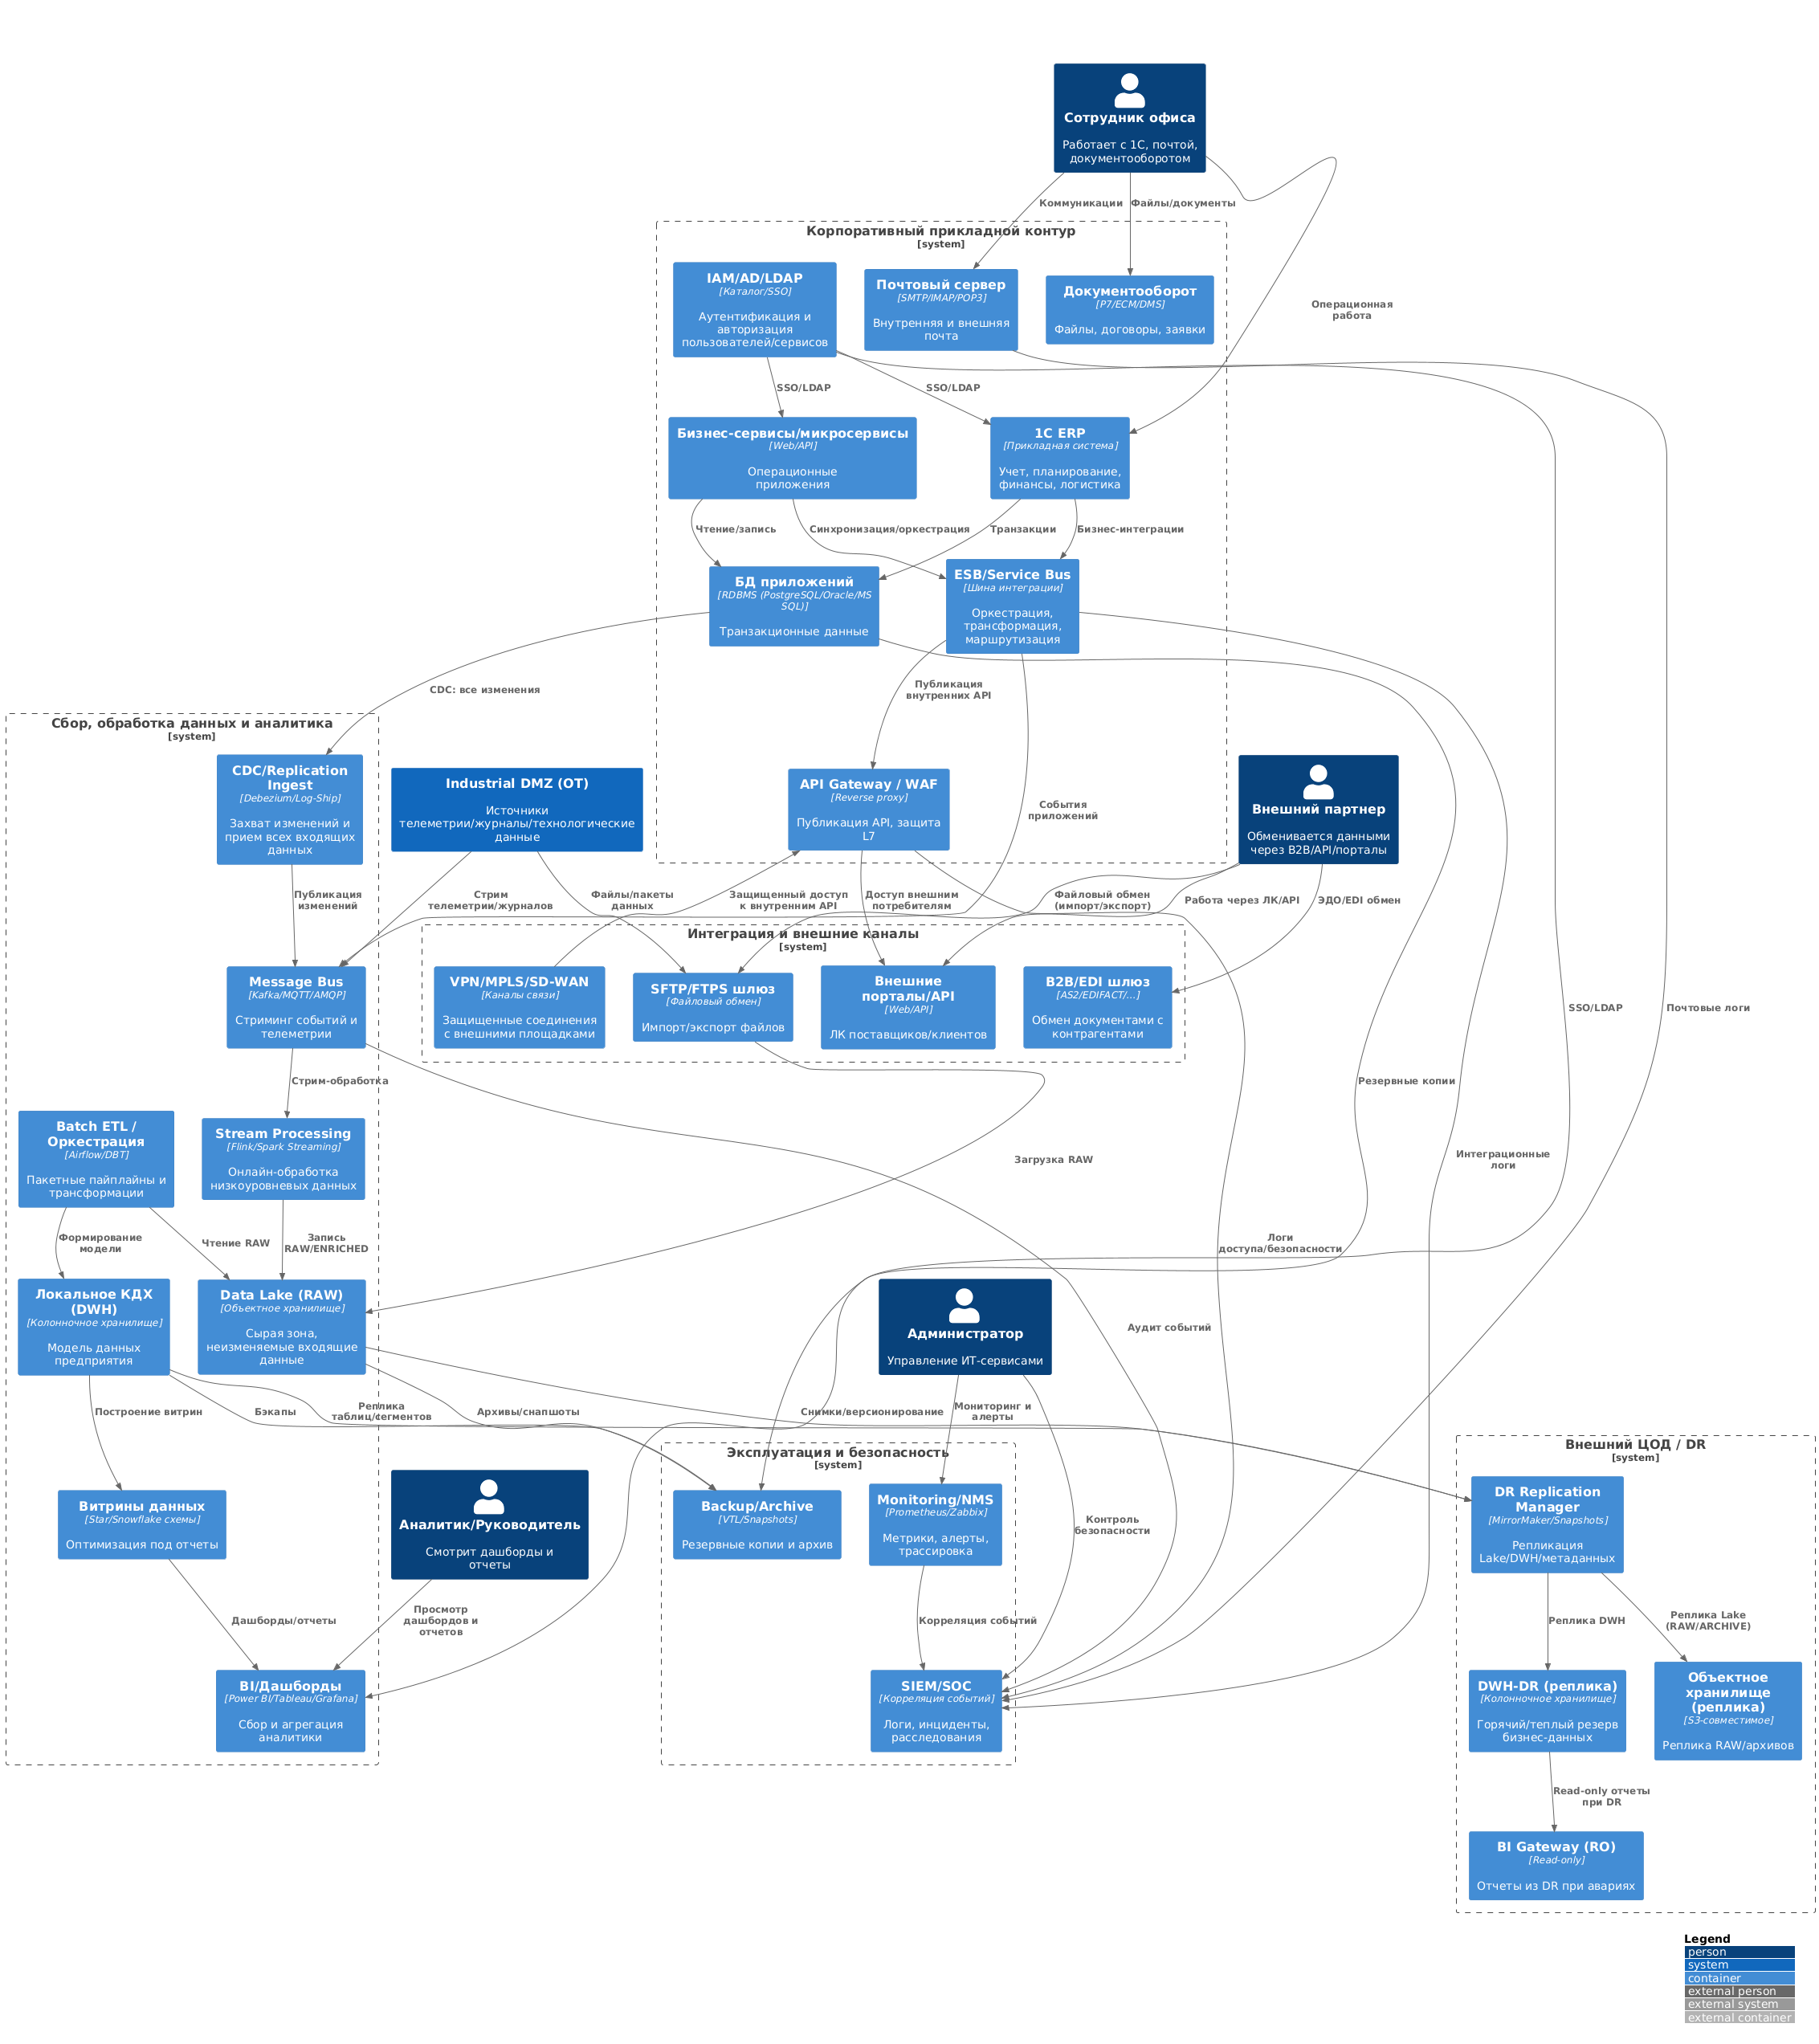 Сотрудник офиса
Работает с 1С, почтой,
документооборотом
Коммуникации
Файлы/документы
Операционная
работа
Корпоративный прикладной контур
[system]
IAM/AD/LDAP
[Каталог/SSO]
Аутентификация и
авторизация
пользователей/сервисов
Почтовый сервер
[SMTP/IMAP/POP3]
Внутренняя и внешняя
почта
Документооборот
[Р7/ECM/DMS]
Файлы, договоры, заявки
SSO/LDAP
SSO/LDAP
Бизнес-сервисы/микросервисы
[Web/API]
Операционные
приложения
1C ERP
[Прикладная система]
Учет, планирование,
финансы, логистика
Чтение/запись
Синхронизация/оркестрация
Транзакции
Бизнес-интеграции
БД приложений
[RDBMS (PostgreSQL/Oracle/MS
SQL)]
Транзакционные данные
ESB/Service Bus
[Шина интеграции]
Оркестрация,
трансформация,
маршрутизация
Публикация
внутренних API
CDC: все изменения
API Gateway / WAF
[Reverse proxy]
Публикация API, защита
L7
События
приложений
Сбор, обработка данных и аналитика
[system]
CDC/Replication
Ingest
[Debezium/Log-Ship]
Захват изменений и
прием всех входящих
данных
Industrial DMZ (OT)
Источники
телеметрии/журналы/технологические
данные
Внешний партнер
Обменивается данными
через B2B/API/порталы
Публикация
изменений
Стрим
телеметрии/журналов
Файлы/пакеты
данных
Защищенный доступ
к внутренним API
Доступ внешним
потребителям
Файловый обмен
(импорт/экспорт)
Работа через ЛК/API
ЭДО/EDI обмен
Интеграция и внешние каналы
[system]
Message Bus
[Kafka/MQTT/AMQP]
Стриминг событий и
телеметрии
VPN/MPLS/SD-WAN
[Каналы связи]
Защищенные соединения
с внешними площадками
SFTP/FTPS шлюз
[Файловый обмен]
Импорт/экспорт файлов
Внешние
порталы/API
[Web/API]
ЛК поставщиков/клиентов
B2B/EDI шлюз
[AS2/EDIFACT/...]
Обмен документами с
контрагентами
SSO/LDAP
Почтовые логи
Стрим-обработка
Резервные копии
Batch ETL /
Оркестрация
[Airflow/DBT]
Пакетные пайплайны и
трансформации
Stream Processing
[Flink/Spark Streaming]
Онлайн-обработка
низкоуровневых данных
Загрузка RAW
Интеграционные
логи
Формирование
модели
Чтение RAW
Запись
RAW/ENRICHED
Логи
доступа/безопасности
Локальное КДХ
(DWH)
[Колонночное хранилище]
Модель данных
предприятия
Data Lake (RAW)
[Объектное хранилище]
Сырая зона,
неизменяемые входящие
данные
Администратор
Управление ИТ-сервисами
Аудит событий
Построение витрин
Бэкапы
Реплика
таблиц/сегментов
Архивы/снапшоты
Снимки/версионирование
Мониторинг и
алерты
Эксплуатация и безопасность
[system]
Внешний ЦОД / DR
[system]
Витрины данных
[Star/Snowflake схемы]
Оптимизация под отчеты
Аналитик/Руководитель
Смотрит дашборды и
отчеты
Backup/Archive
[VTL/Snapshots]
Резервные копии и архив
Monitoring/NMS
[Prometheus/Zabbix]
Метрики, алерты,
трассировка
Контроль
безопасности
DR Replication
Manager
[MirrorMaker/Snapshots]
Репликация
Lake/DWH/метаданных
Дашборды/отчеты
Просмотр
дашбордов и
отчетов
Корреляция событий
Реплика DWH
Реплика Lake
(RAW/ARCHIVE)
BI/Дашборды
[Power BI/Tableau/Grafana]
Сбор и агрегация
аналитики
SIEM/SOC
[Корреляция событий]
Логи, инциденты,
расследования
DWH-DR (реплика)
[Колонночное хранилище]
Горячий/теплый резерв
бизнес-данных
Объектное
хранилище
(реплика)
[S3-совместимое]
Реплика RAW/архивов
Read-only отчеты
при DR
BI Gateway (RO)
[Read-only]
Отчеты из DR при авариях
Legend
person
system
container
external person
external system
external container